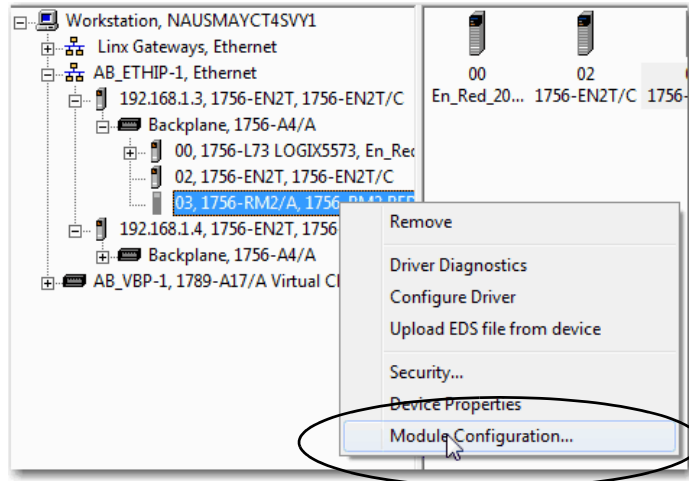 Workstation, NAUSMAYCT4SVY1
Linx Gateways, Ethernet
AB_ETHIP-1, Ethernet
192.168.1.3, 1756-EN2T, 1756-EN2T/C
Backplane, 1756-A4/A
00, 1756-L73 LOGIX5573, En_Red
02, 1756-EN2T, 1756-EN2T/C
03, 1756-RM2/A, 1756-RM2 RED
192.168.1.4, 1756-EN2T, 1756
Backplane, 1756-A4/A
AB_VBP-1, 1789-A17/A Virtual Ch
00
En_Red_20...
02
1756-EN2T/C
1756-
Remove
Driver Diagnostics
Configure Driver
Upload EDS file from device
Security...
Device Properties
Module Configuration...